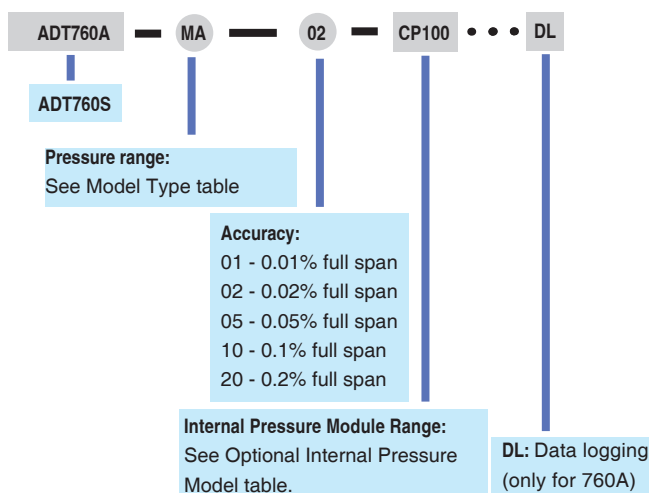 ADT760A — MA — 02 — CP100 • • • DL
ADT760S
Pressure range:
See Model Type table
Accuracy:
01 - 0.01% full span
02 - 0.02% full span
05 - 0.05% full span
10 - 0.1% full span
20 - 0.2% full span
Internal Pressure Module Range:
See Optional Internal Pressure
Model table.
DL: Data logging
(only for 760A)